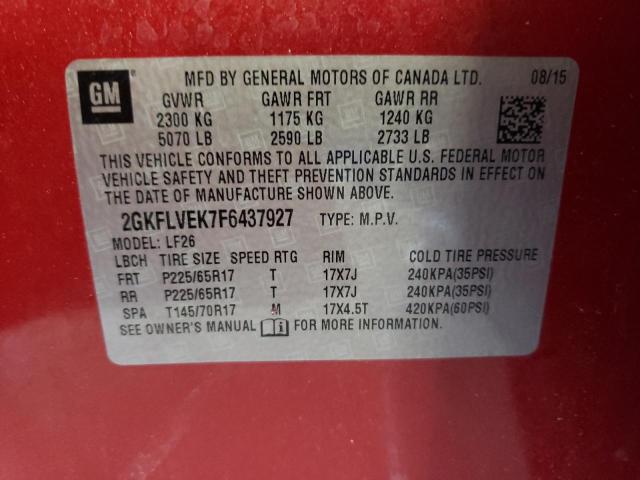 GM
MFD BY GENERAL MOTORS OF CANADA LTD. 08/15
GVWR GAWR FRT GAWR RR
2300 KG 1175 KG 1240 KG
5070 LB 2590 LB 2733 LB
THIS VEHICLE CONFORMS TO ALL APPLICABLE U.S. FEDERAL MOTOR
VEHICLE SAFETY AND THEFT PREVENTION STANDARDS IN EFFECT ON
THE DATE OF MANUFACTURE SHOWN ABOVE.
2GKFLVEK7F6437927 TYPE: M.P.V.
MODEL: LF26
LBCH TIRE SIZE SPEED RTG RIM COLD TIRE PRESSURE
FRT P225/65R17 T 17X7J 240KPA(35PSI)
RR P225/65R17 T 17X7J 240KPA(35PSI)
SPA T145/70R17 M 17X4.5T 420KPA(60PSI)
SEE OWNER'S MANUAL FOR MORE INFORMATION